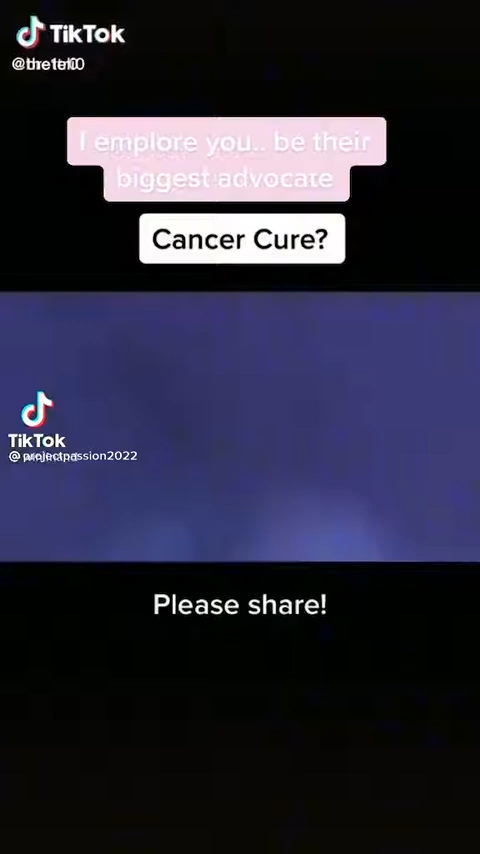 TikTok
I emplore you.. be their
biggest advocate
Cancer Cure?
TikTok
Please share!